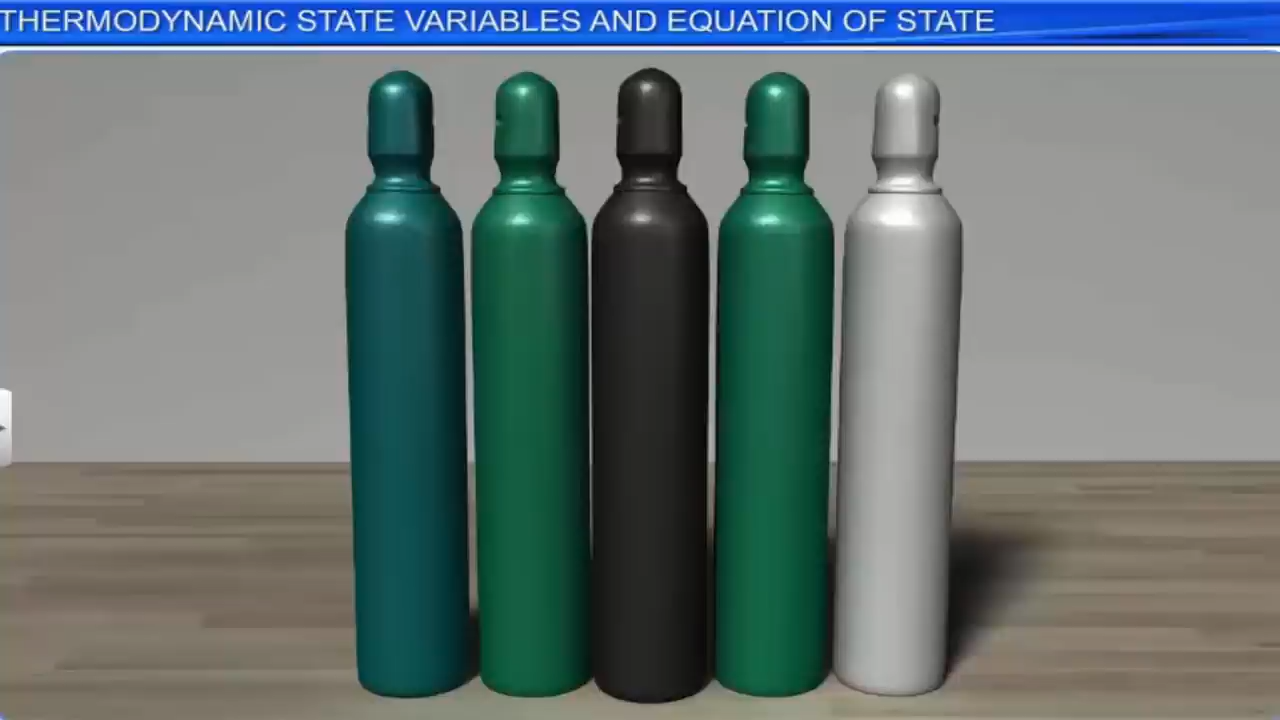 THERMODYNAMIC STATE VARIABLES AND EQUATION OF STATE